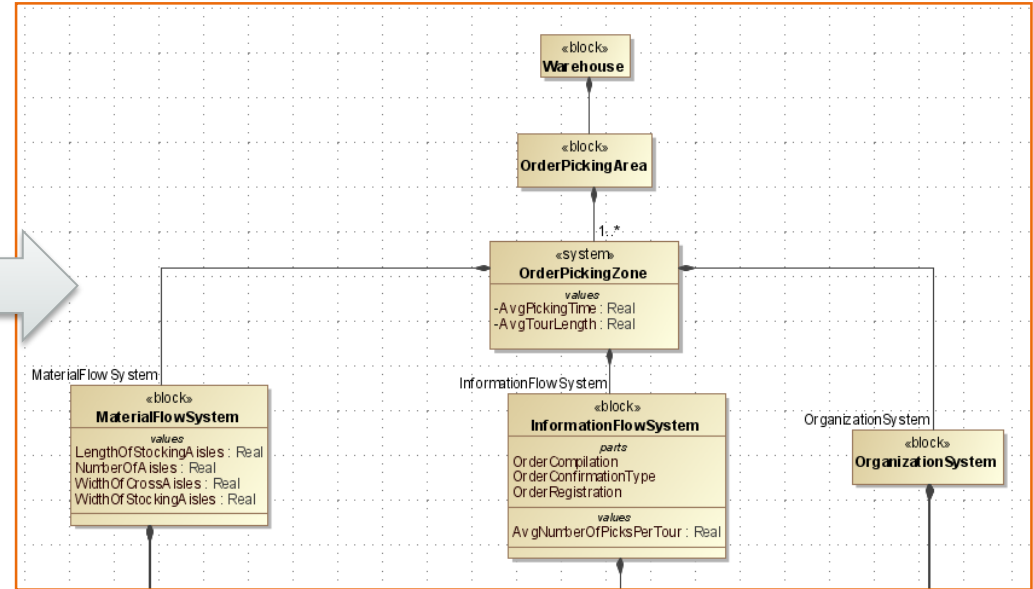 «block»
Warehouse
«block»
OrderPickingArea
1..*
«system»
OrderPickingZone
values
-AvgPickingTime : Real
-AvgTourLength : Real
MaterialFlowSystem
«block»
MaterialFlowSystem
values
LengthOfStockingAisles : Real
NumberOfAisles : Real
WidthOfCrossAisles : Real
WidthOfStockingAisles : Real
InformationFlowSystem
«block»
InformationFlowSystem
parts
OrderCompilation
OrderConfirmationType
OrderRegistration
values
AvgNumberOfPicksPerTour : Real
OrganizationSystem
«block»
OrganizationSystem